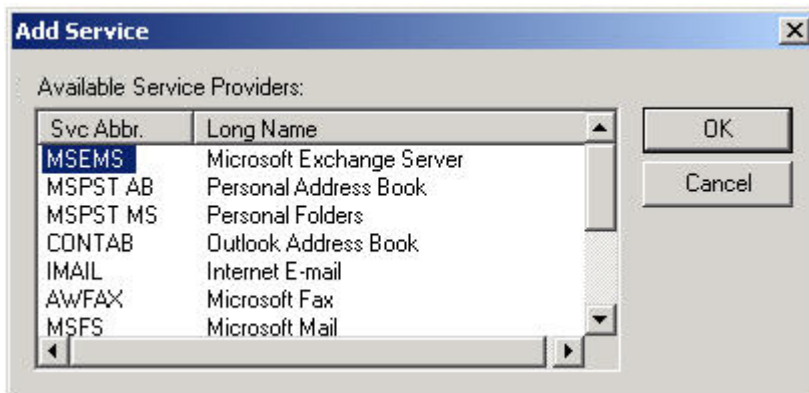 Add Service
Available Service Providers:
Svc Abbr. Long Name
MSEMS Microsoft Exchange Server
MSPST AB Personal Address Book
MSPST MS Personal Folders
CONTAB Outlook Address Book
IMAIL Internet E-mail
AWFAX Microsoft Fax
MSFS Microsoft Mail
OK
Cancel